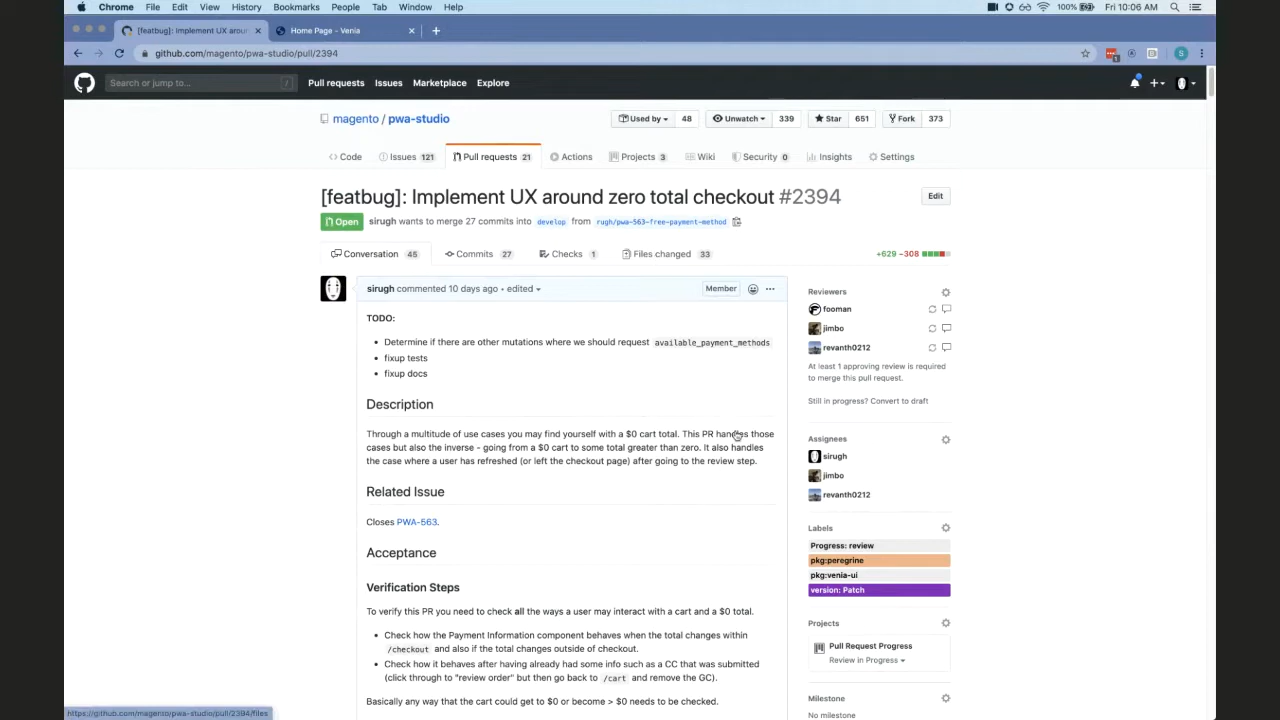 Chrome File Edit View History Bookmarks People Tab Window Help 100% Fri 10:06 AM
[featbug]: Implement UX aroun × Home Page - Venia × +
github.com/magento/pwa-studio/pull/2394 S
Search or jump to... / Pull requests Issues Marketplace Explore
magento / pwa-studio Used by 48 Unwatch 339 Star 651 Fork 373
Code Issues 121 Pull requests 21 Actions Projects 3 Wiki Security 0 Insights Settings
[featbug]: Implement UX around zero total checkout #2394 Edit
Open sirugh wants to merge 27 commits into develop from rugh/pwa-563-free-payment-method
Conversation 45 Commits 27 Checks 1 Files changed 33 +629 −308
sirugh commented 10 days ago • edited Member
TODO:
• Determine if there are other mutations where we should request available_payment_methods
• fixup tests
• fixup docs
Description
Through a multitude of use cases you may find yourself with a $0 cart total. This PR handles those
cases but also the inverse - going from a $0 cart to some total greater than zero. It also handles
the case where a user has refreshed (or left the checkout page) after going to the review step.
Related Issue
Closes PWA-563.
Acceptance
Verification Steps
To verify this PR you need to check all the ways a user may interact with a cart and a $0 total.
• Check how the Payment Information component behaves when the total changes within
/checkout and also if the total changes outside of checkout.
• Check how it behaves after having already had some info such as a CC that was submitted
(click through to "review order" but then go back to /cart and remove the GC).
Basically any way that the cart could get to $0 or become > $0 needs to be checked.
Reviewers
fooman
jimbo
revanth0212
At least 1 approving review is required
to merge this pull request.
Still in progress? Convert to draft
Assignees
sirugh
jimbo
revanth0212
Labels
Progress: review
pkg:peregrine
pkg:venia-ui
version: Patch
Projects
Pull Request Progress
Review in Progress
Milestone
No milestone
https://github.com/magento/pwa-studio/pull/2394/files